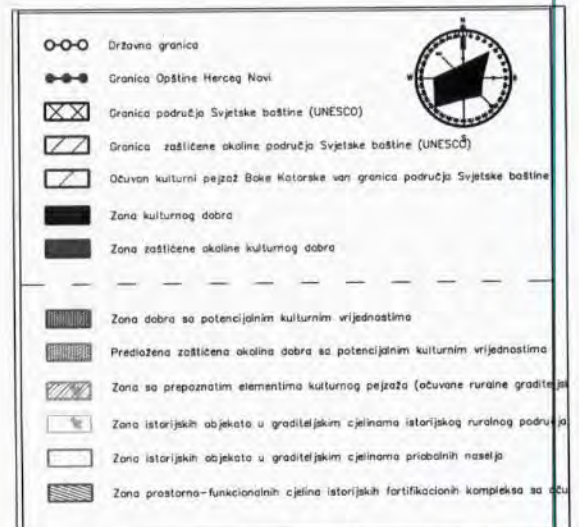 Državna granica
Granica Opštine Herceg Novi
Granica područja Svjetske baštine (UNESCO)
Granica zaštićene okoline područja Svjetske baštine (UNESCO)
S
Očuvan kulturni pejzaž Boke Kotorske van granica područja Svjetske baštine
Zona kulturnog dobra
Zona zaštićene okoline kulturnog dobra
Zona dobra sa potencijalnim kulturnim vrijednostima
Predložena zaštićena okolina dobra sa potencijalnim kulturnim vrijednostima
Zona sa prepoznatim elementima kulturnog pejzaža (očuvane ruralne graditeljsk
Zona istorijskih objekata u graditeljskim cjelinama istorijskog ruralnog područja
Zona istorijskih objekata u graditeljskim cjelinama priobalnih naselja
Zona prostorno-funkcionalnih cjelina istorijskih fortifikacionih kompleksa sa oču